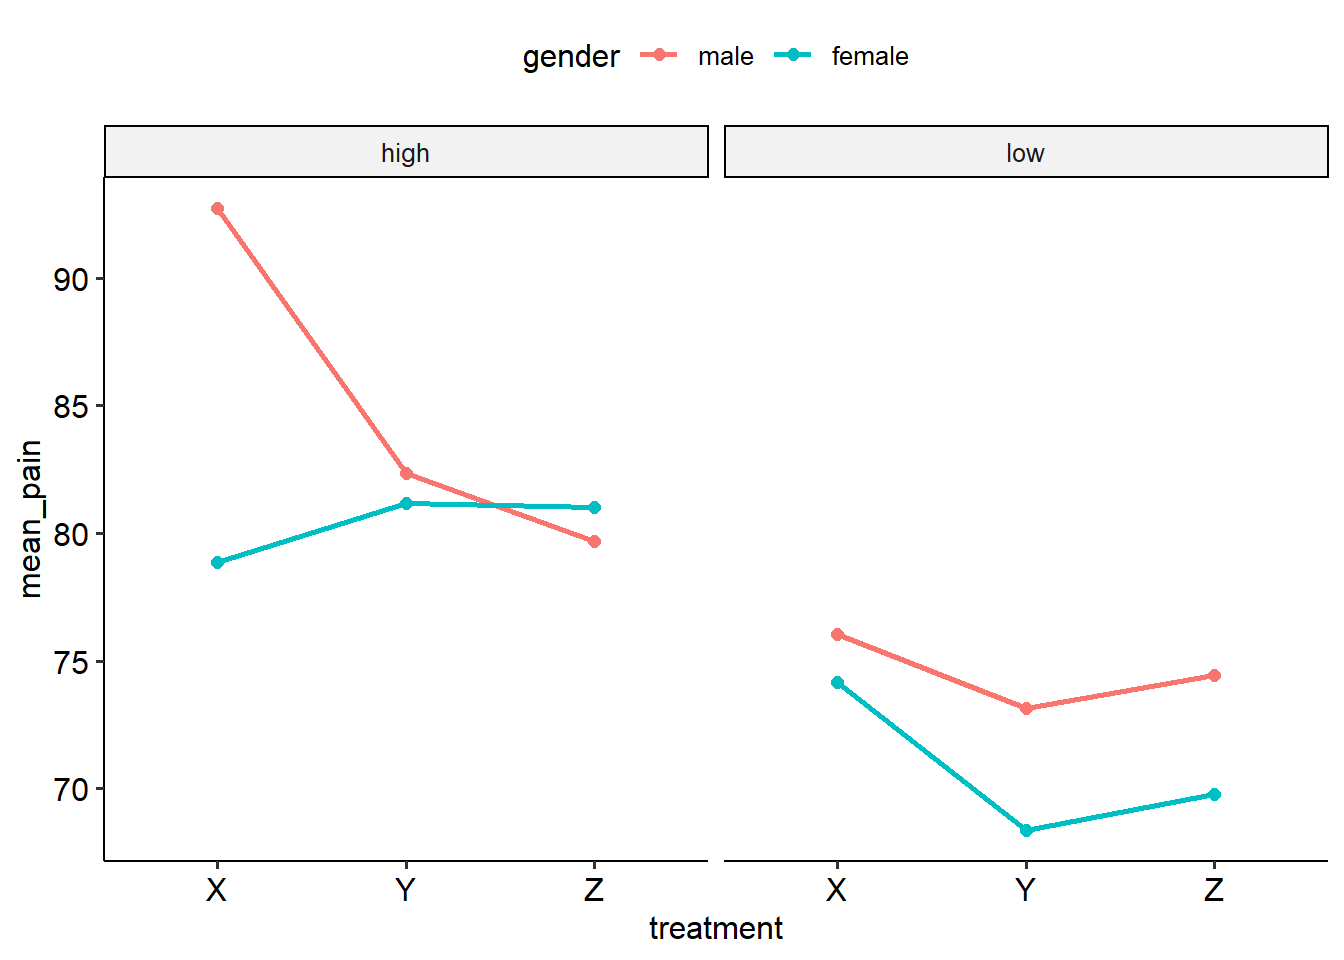 gender male female
high low
90
85
80
75
70
mean_pain
X Y Z X Y Z
treatment